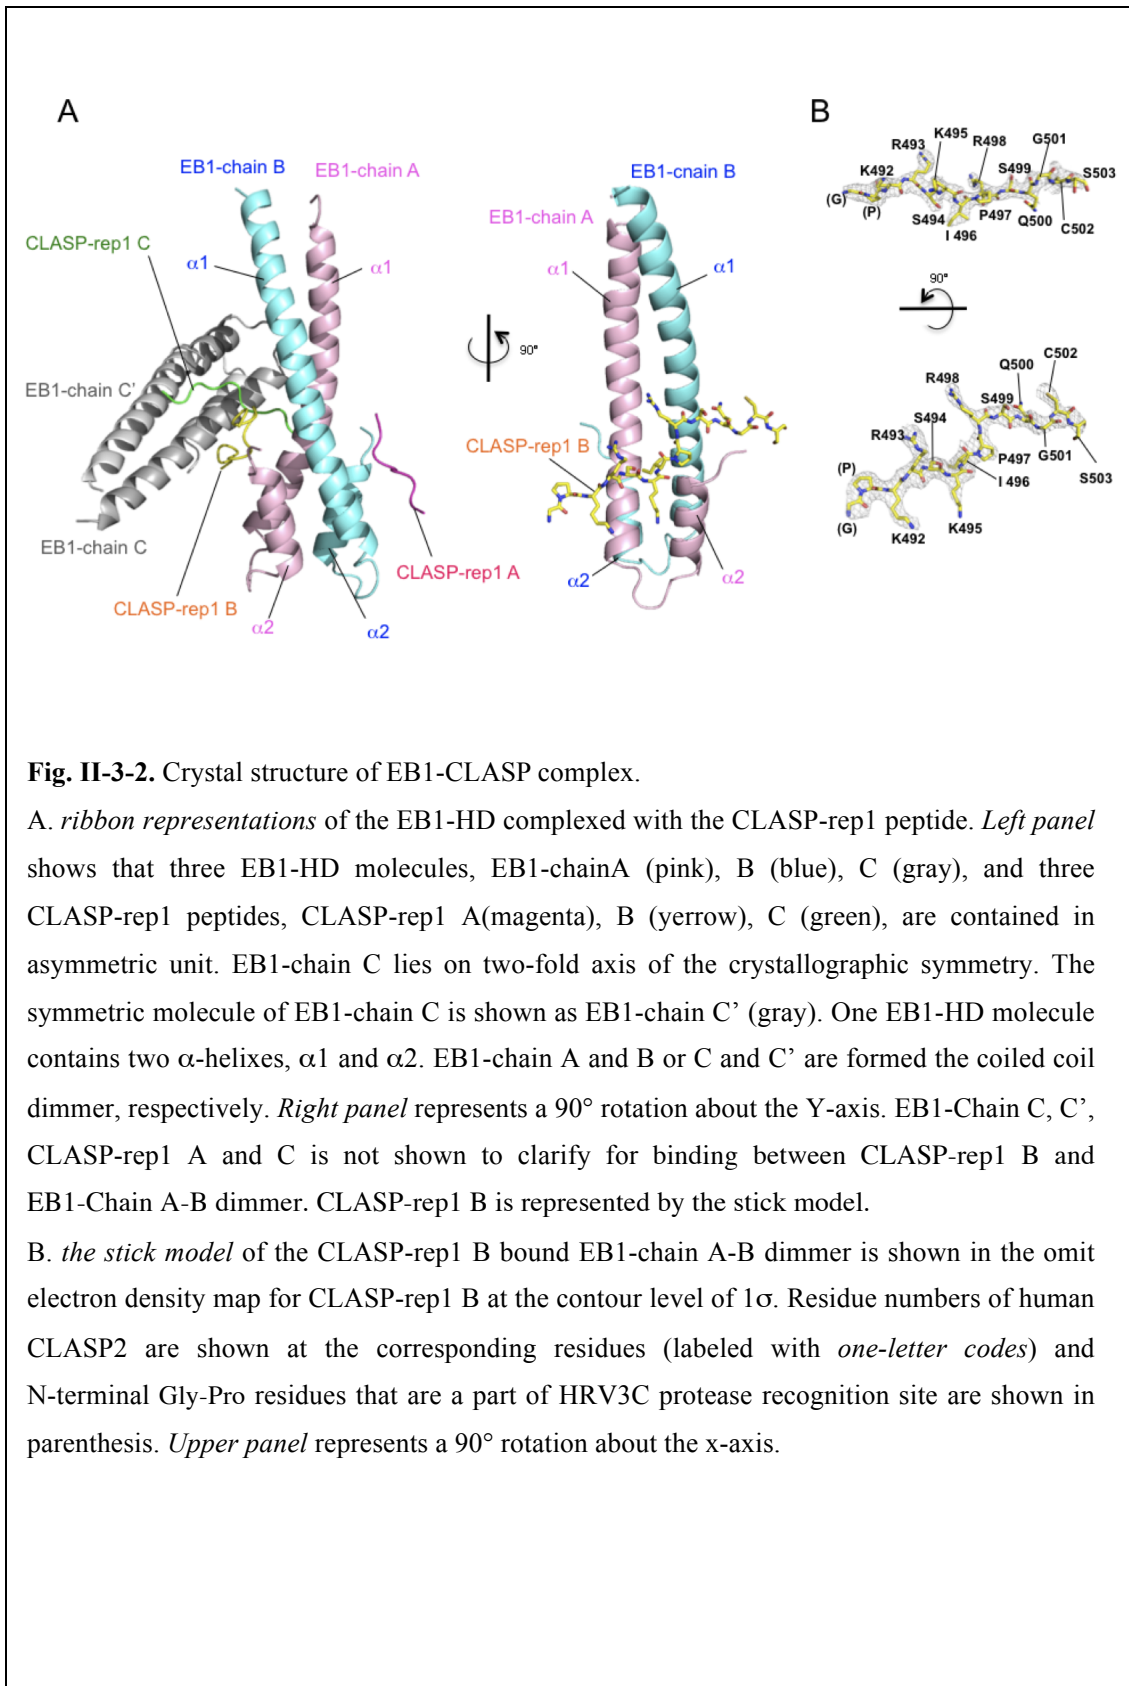 A
B
EB1-chain B
EB1-chain A
CLASP-rep1 C
α1
α1
EB1-chain C'
EB1-chain C
CLASP-rep1 B
α2
α2
CLASP-rep1 A
90°
EB1-cnain B
EB1-chain A
α1
α1
CLASP-rep1 B
α2
α2
R493
K495
R498
G501
K492
S499
S503
(G)
(P)
S494
I 496
P497
Q500
C502
90°
C502
Q500
R498
S499
S494
R493
P497
G501
(P)
I 496
S503
(G)
K492
K495
Fig. II-3-2. Crystal structure of EB1-CLASP complex.
A. ribbon representations of the EB1-HD complexed with the CLASP-rep1 peptide. Left panel
shows that three EB1-HD molecules, EB1-chainA (pink), B (blue), C (gray), and three
CLASP-rep1 peptides, CLASP-rep1 A(magenta), B (yerrow), C (green), are contained in
asymmetric unit. EB1-chain C lies on two-fold axis of the crystallographic symmetry. The
symmetric molecule of EB1-chain C is shown as EB1-chain C’ (gray). One EB1-HD molecule
contains two α-helixes, α1 and α2. EB1-chain A and B or C and C’ are formed the coiled coil
dimmer, respectively. Right panel represents a 90° rotation about the Y-axis. EB1-Chain C, C’,
CLASP-rep1 A and C is not shown to clarify for binding between CLASP-rep1 B and
EB1-Chain A-B dimmer. CLASP-rep1 B is represented by the stick model.
B. the stick model of the CLASP-rep1 B bound EB1-chain A-B dimmer is shown in the omit
electron density map for CLASP-rep1 B at the contour level of 1σ. Residue numbers of human
CLASP2 are shown at the corresponding residues (labeled with one-letter codes) and
N-terminal Gly-Pro residues that are a part of HRV3C protease recognition site are shown in
parenthesis. Upper panel represents a 90° rotation about the x-axis.